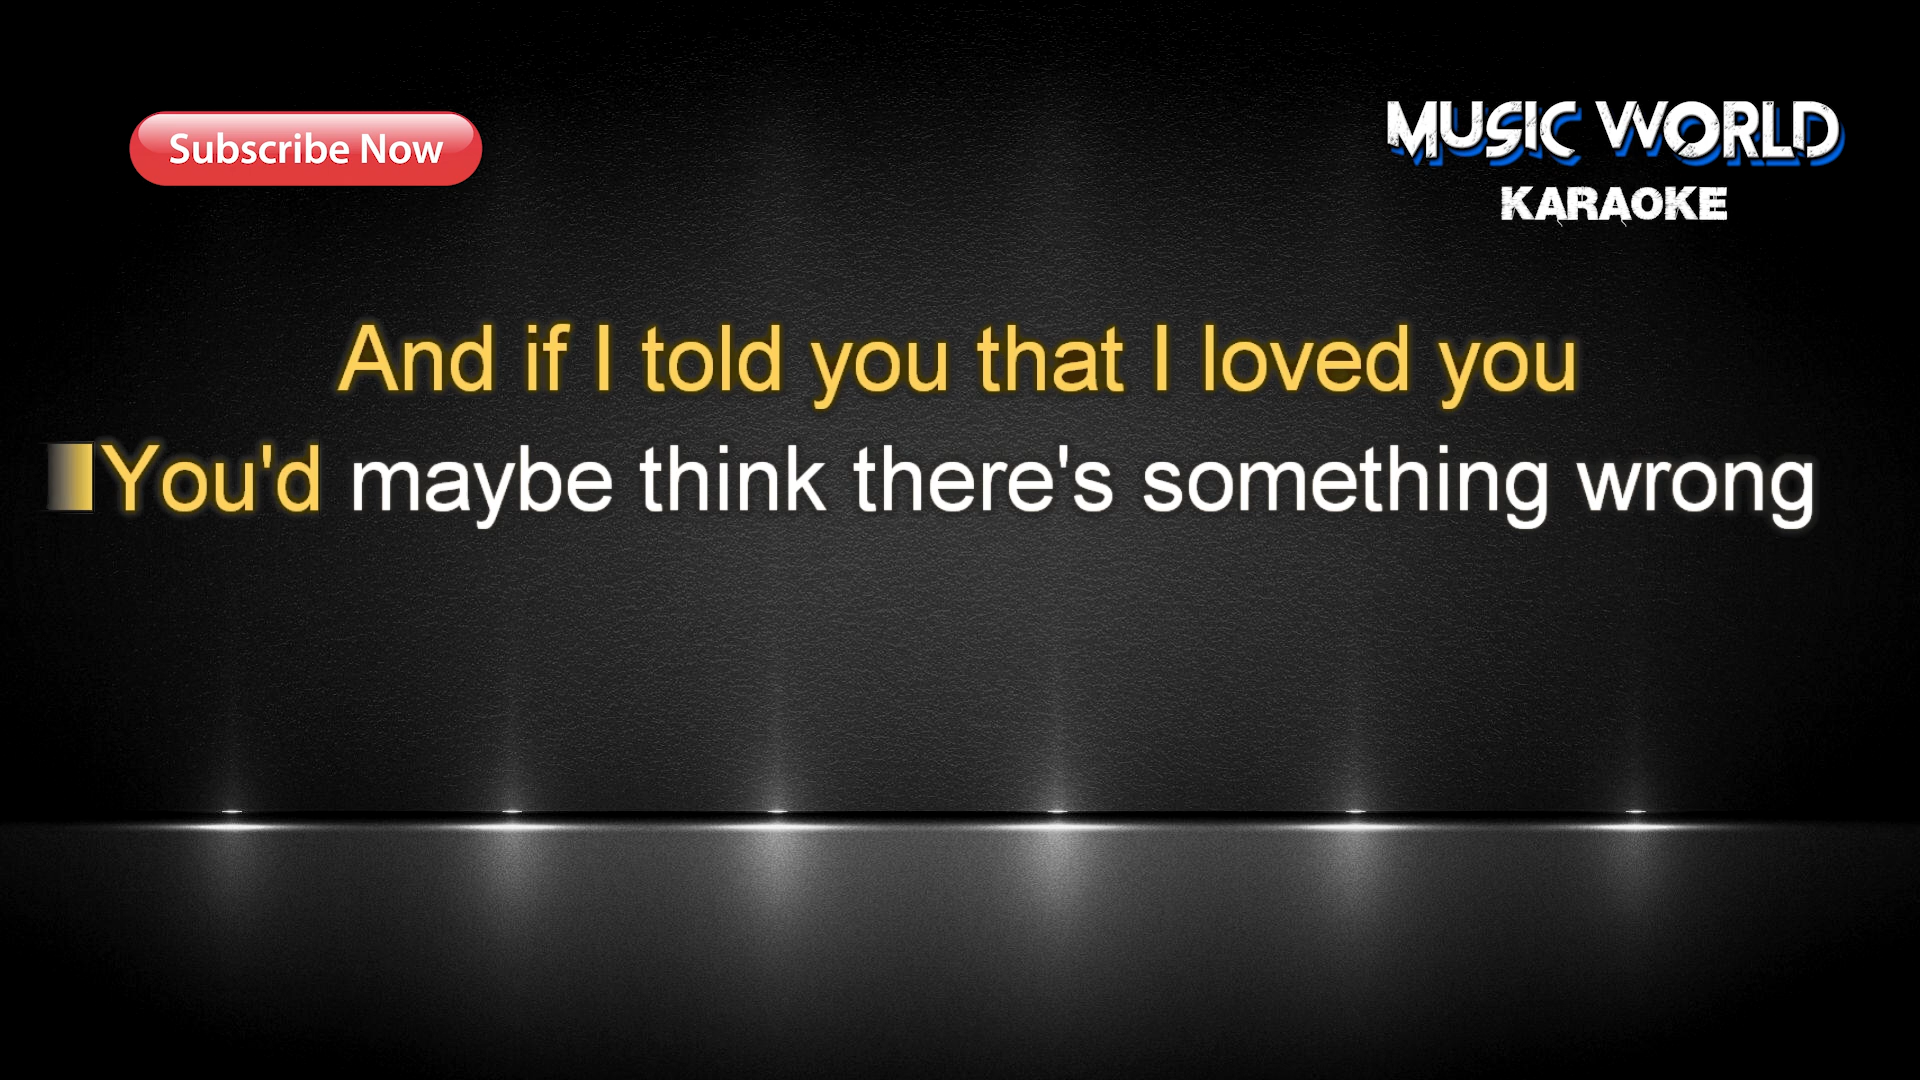 Subscribe Now
MUSIC WORLD
KARAOKE
And if I told you that I loved you
You'd maybe think there's something wrong